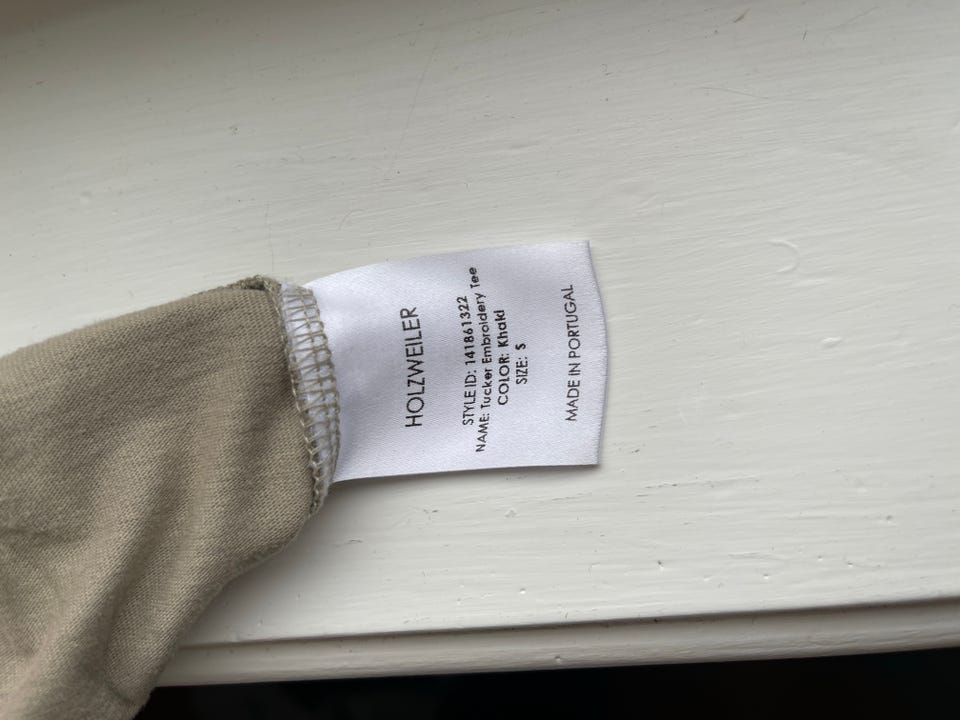 HOLZWEILER
STYLE ID: 141861322
NAME: Tucker Embroidery Tee
COLOR: Khaki
SIZE: S
MADE IN PORTUGAL